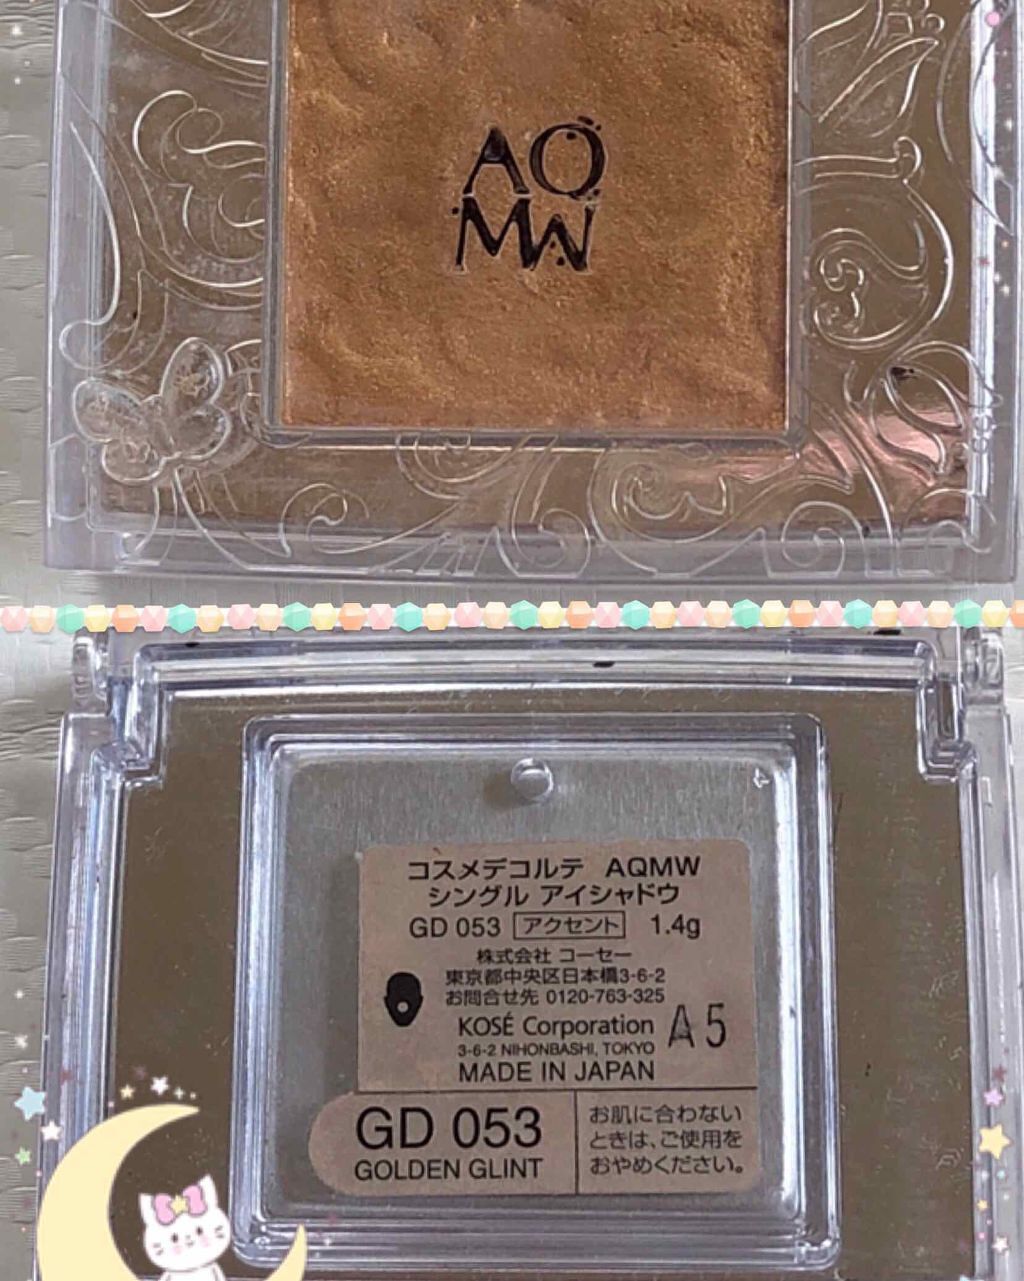 AQ
MW
コスメデコルテ AQMW
シングル アイシャドウ
GD 053 アクセント 1.4g
株式会社 コーセー
東京都中央区日本橋3-6-2
お問合せ先 0120-763-325
KOSÉ Corporation
3-6-2 NIHONBASHI, TOKYO
A5
MADE IN JAPAN
GD 053
GOLDEN GLINT
お肌に合わない
ときは、ご使用を
おやめください。